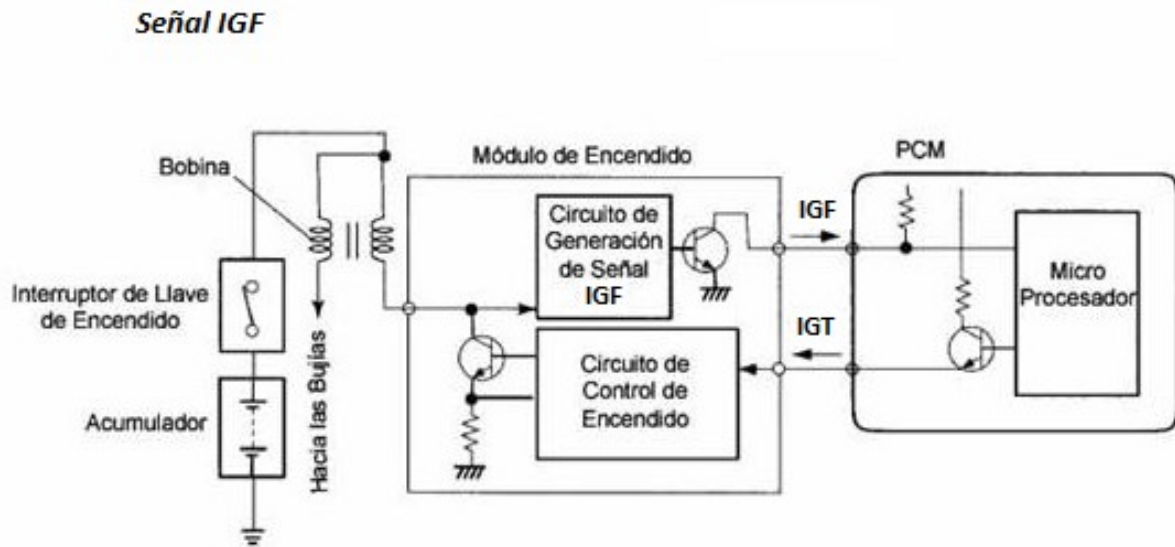 Señal IGF
Bobina
Módulo de Encendido
PCM
Circuito de
Generación
de Señal
IGF
IGF
Micro
Procesador
Interruptor de Llave
de Encendido
IGT
Circuito de
Control de
Encendido
Acumulador
Hacia las Bujías